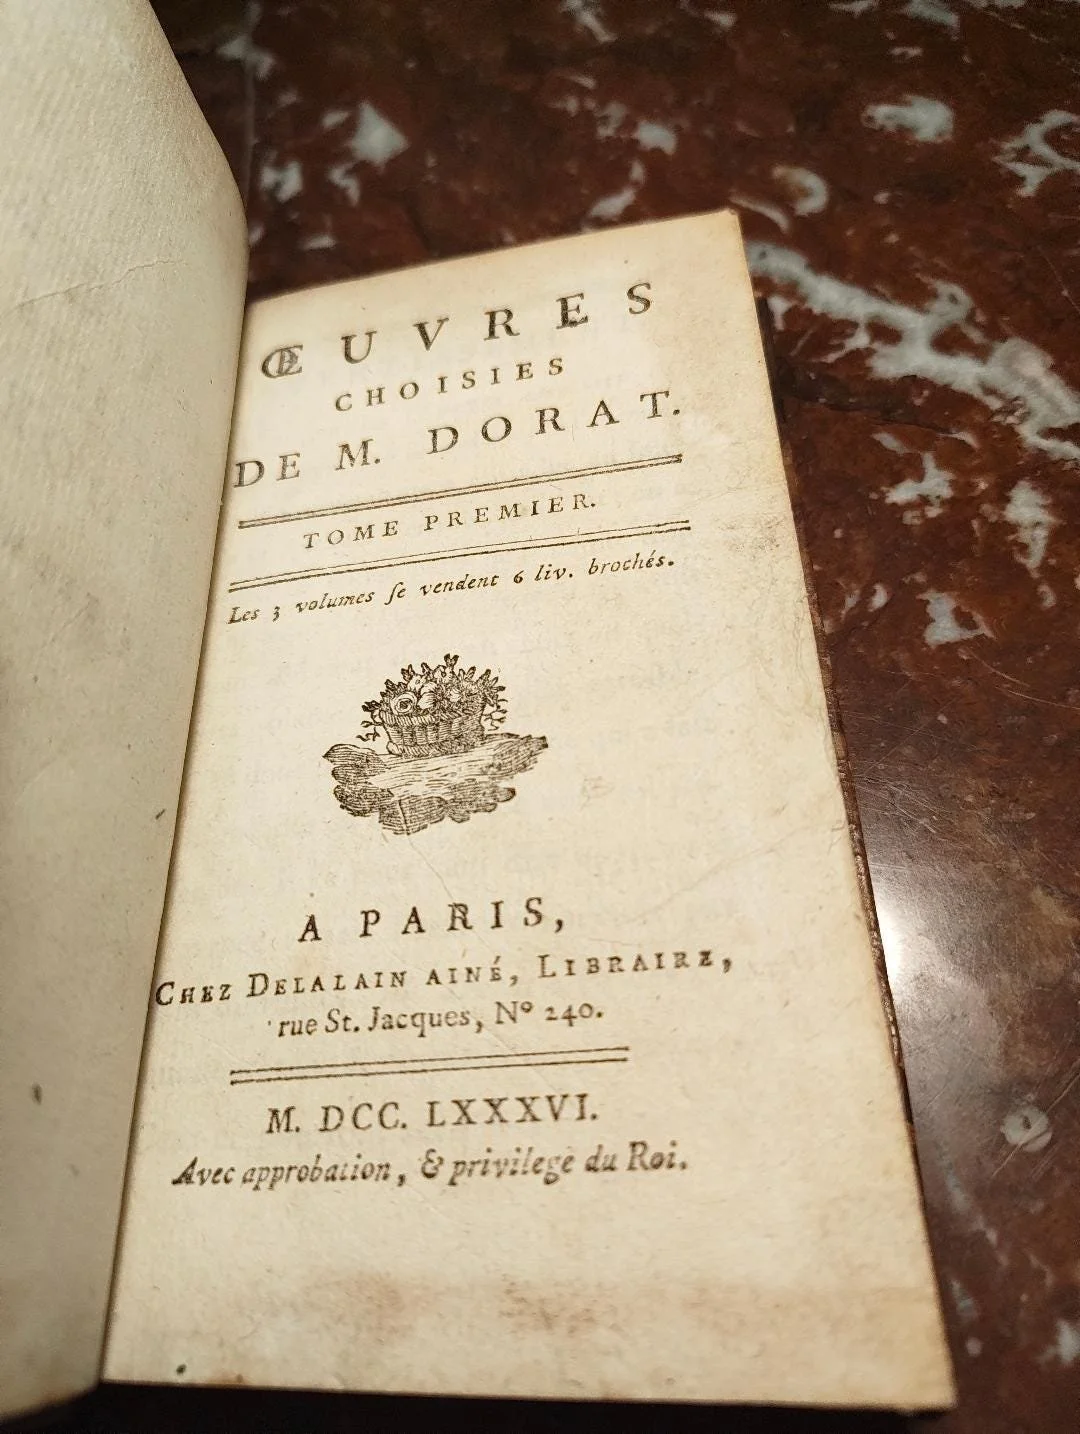 ŒUVRES
CHOISIES
DE M. DORAT.
TOME PREMIER.
Les 3 volumes ſe vendent 6 liv. brochés.
A PARIS,
CHEZ DELALAIN AINÉ, LIBRAIRE,
rue St. Jacques, Nº 240.
M. DCC. LXXXVI.
Avec approbation, & privilege du Roi.